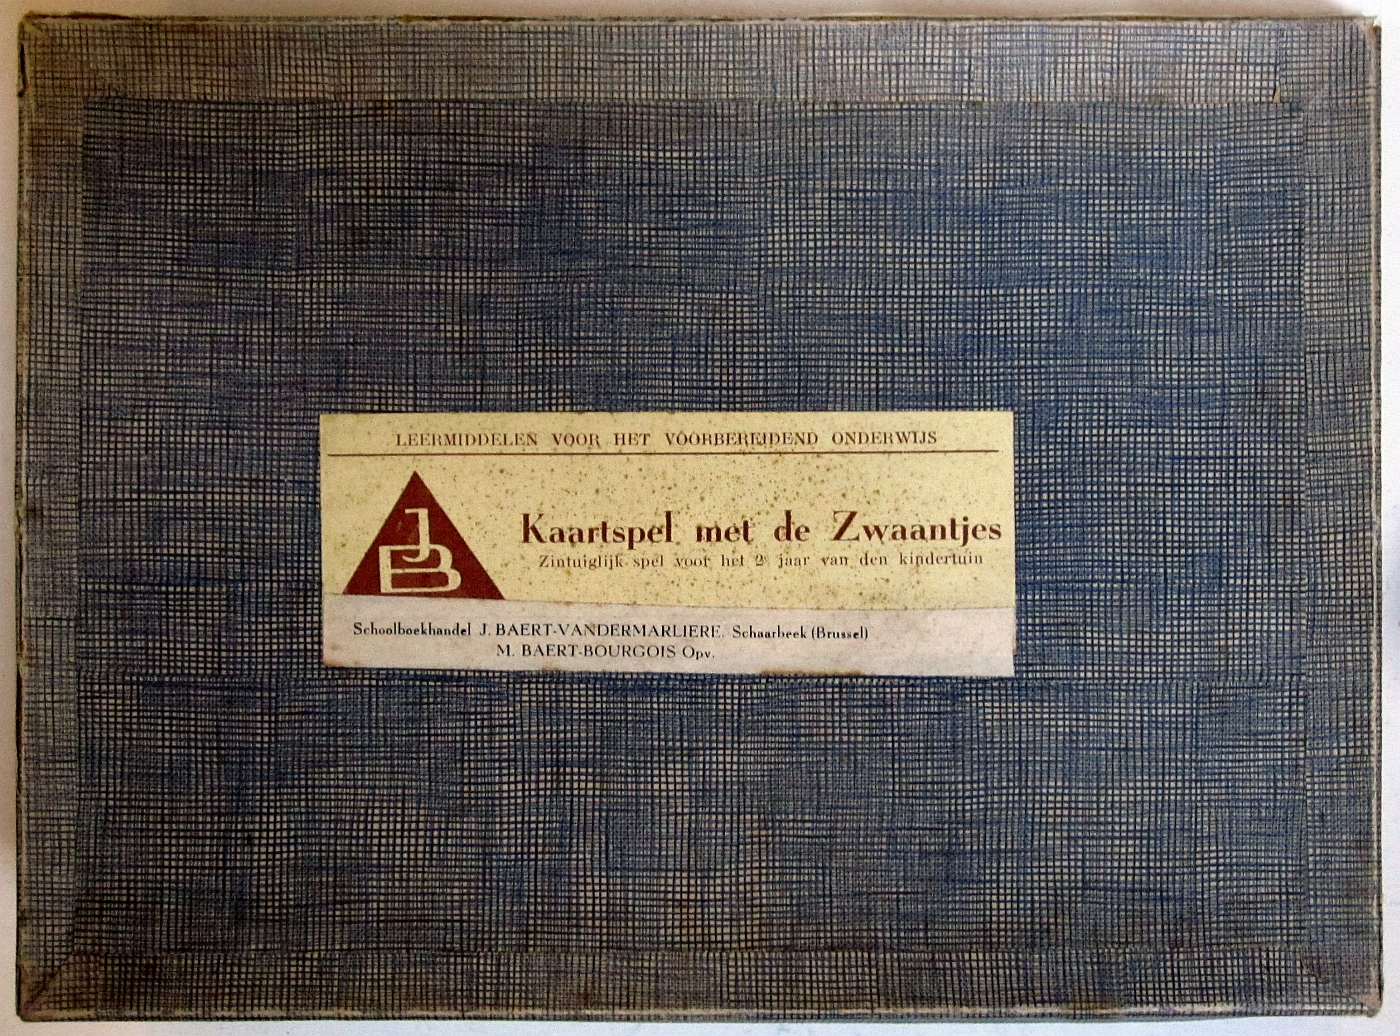 LEERMIDDELEN VOOR HET VOORBEREIDEND ONDERWIJS
JB
Kaartspel met de Zwaantjes
Zintuiglijk spel voor het 2e jaar van den kindertuin
Schoolboekhandel J. BAERT-VANDERMARLIERE, Schaarbeek (Brussel)
M. BAERT-BOURGOIS Opv.